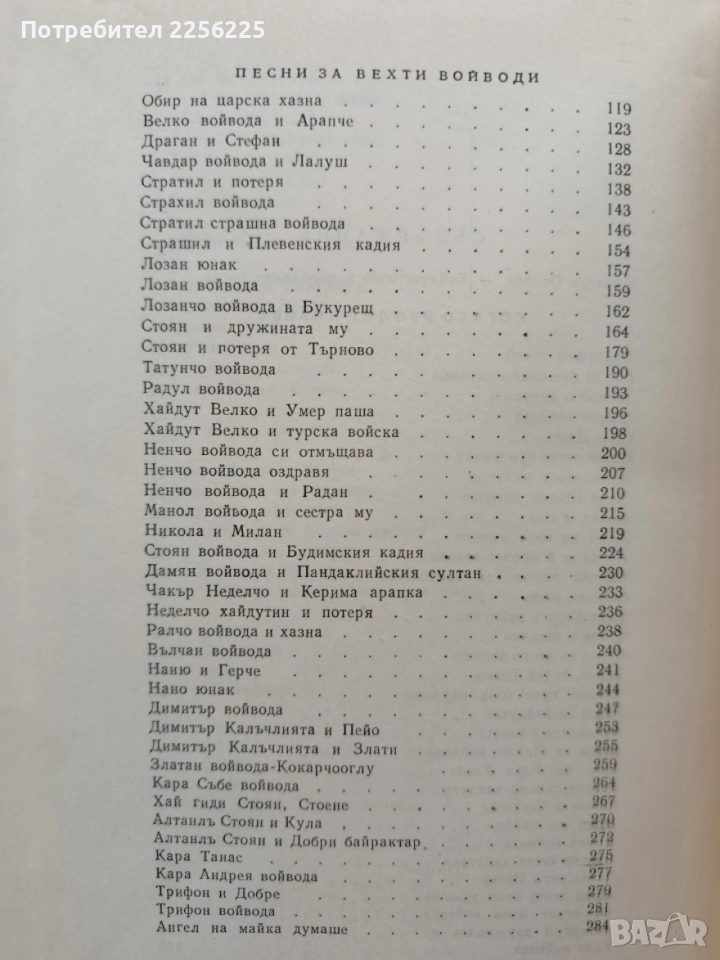 Потребител 2256225
ПЕСНИ ЗА ВЕХТИ ВОЙВОДИ
Обир на царска хазна . . . . . . . . 119
Велко войвода и Арапче . . . . . . . 123
Драган и Стефан . . . . . . . . 128
Чавдар войвода и Лалуш . . . . . . . 132
Стратил и потеря . . . . . . . . 138
Страхил войвода . . . . . . . . 143
Стратил страшна войвода . . . . . . . 146
Страшил и Плевенския кадия . . . . . . 154
Лозан юнак . . . . . . . . . 157
Лозан войвода . . . . . . . . 159
Лозанчо войвода в Букурещ . . . . . . 162
Стоян и дружината му . . . . . . . 164
Стоян и потеря от Търново . . . . . . 179
Татунчо войвода . . . . . . . . 190
Радул войвода . . . . . . . . 193
Хайдут Велко и Умер паша . . . . . . 196
Хайдут Велко и турска войска . . . . . 198
Ненчо войвода си отмъщава . . . . . . 200
Ненчо войвода оздравя . . . . . . . 207
Ненчо войвода и Радан . . . . . . . 210
Манол войвода и сестра му . . . . . . 215
Никола и Милан . . . . . . . . 219
Стоян войвода и Будимския кадия . . . . . 224
Дамян войвода и Пандаклийския султан . . . . 230
Чакър Неделчо и Керима арапка . . . . . 233
Неделчо хайдутин и потеря . . . . . . 236
Ралчо войвода и хазна . . . . . . . 238
Вълчан войвода . . . . . . . . 240
Наню и Герче . . . . . . . . 241
Нано юнак . . . . . . . . . 244
Димитър войвода . . . . . . . . 247
Димитър Калъчлията и Пейо . . . . . . 253
Димитър Калъчлията и Злати . . . . . . 255
Златан войвода-Кокарчооглу . . . . . . 259
Кара Събе войвода . . . . . . . 264
Хай гиди Стоян, Стоене . . . . . . 267
Алтанлъ Стоян и Кула . . . . . . . 270
Алтанлъ Стоян и Добри байрактар . . . . . 272
Кара Танас . . . . . . . . 275
Кара Андрея войвода . . . . . . . 277
Трифон и Добре . . . . . . . . 279
Трифон войвода . . . . . . . . 281
Ангел на майка думаше . . . . . . 284
BAZAR